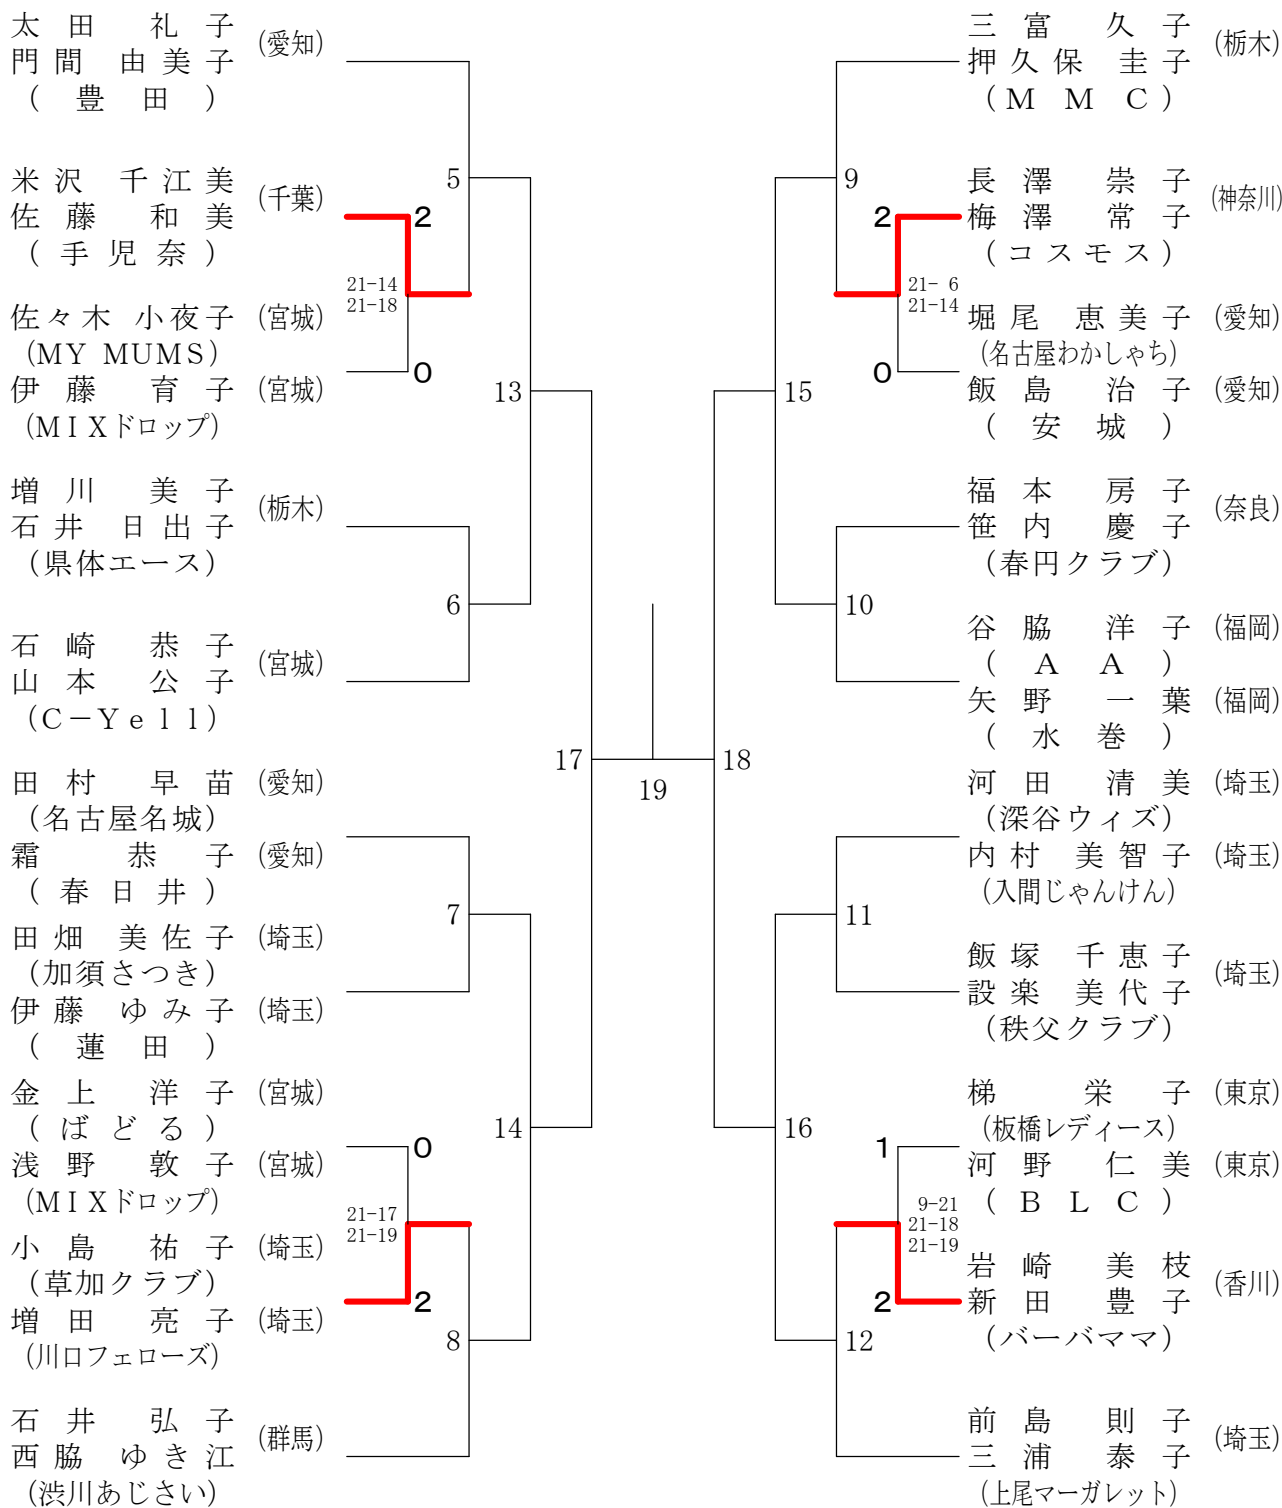 太田 礼子 (愛知)
門間 由美子
(豊田)
米沢 千江美 (千葉)
佐藤 和美
(手児奈)
佐々木 小夜子 (宮城)
(MY MUMS)
伊藤 育子 (宮城)
(MIXドロップ)
増川 美子 (栃木)
石井 日出子
(県体エース)
石崎 恭子 (宮城)
山本 公子
(C-Yell)
田村 早苗 (愛知)
(名古屋名城)
霜 恭子 (愛知)
(春日井)
田畑 美佐子 (埼玉)
(加須さつき)
伊藤 ゆみ子 (埼玉)
(蓮田)
金上 洋子 (宮城)
(ばどる)
浅野 敦子 (宮城)
(MIXドロップ)
小島 祐子 (埼玉)
(草加クラブ)
増田 亮子 (埼玉)
(川口フェローズ)
石井 弘子 (群馬)
西脇 ゆき江
(渋川あじさい)
5
2
21-14
21-18
0
13
6
17
7
14
0
21-17
21-19
2
8
19
9
2
21- 6
21-14
0
15
10
18
11
16
1
9-21
21-18
21-19
2
12
三富 久子 (栃木)
押久保 圭子
(MMC)
長澤 崇子 (神奈川)
梅澤 常子
(コスモス)
堀尾 恵美子 (愛知)
(名古屋わかしゃち)
飯島 治子 (愛知)
(安城)
福本 房子 (奈良)
笹内 慶子
(春円クラブ)
谷脇 洋子 (福岡)
(AA)
矢野 一葉 (福岡)
(水巻)
河田 清美 (埼玉)
(深谷ウィズ)
内村 美智子 (埼玉)
(入間じゃんけん)
飯塚 千恵子 (埼玉)
設楽 美代子
(秩父クラブ)
梯 栄子 (東京)
(板橋レディース)
河野 仁美 (東京)
(BLC)
岩崎 美枝 (香川)
新田 豊子
(バーバママ)
前島 則子 (埼玉)
三浦 泰子
(上尾マーガレット)